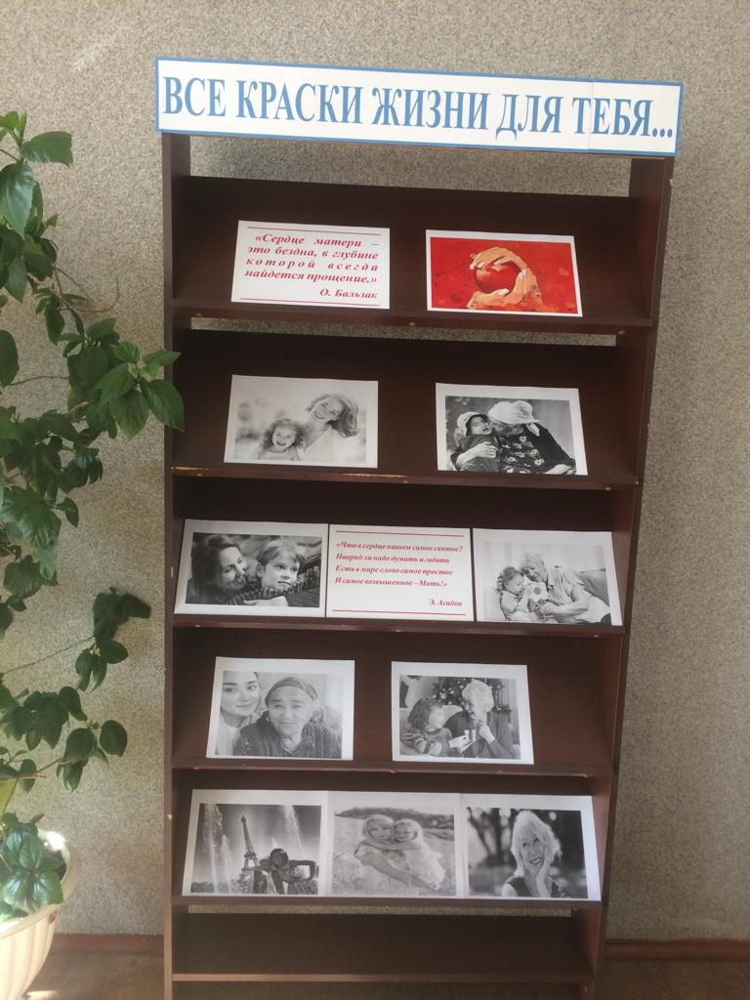 ВСЕ КРАСКИ ЖИЗНИ ДЛЯ ТЕБЯ...
«Сердце матери –
это бездна, в глубине
которой всегда
найдется прощение.»
О. Бальзак
«Что в сердце нашем самое святое?
Навряд ли надо думать и гадать
Есть в мире слово самое простое
И самое возвышенное – Мать!»
Э. Асадов